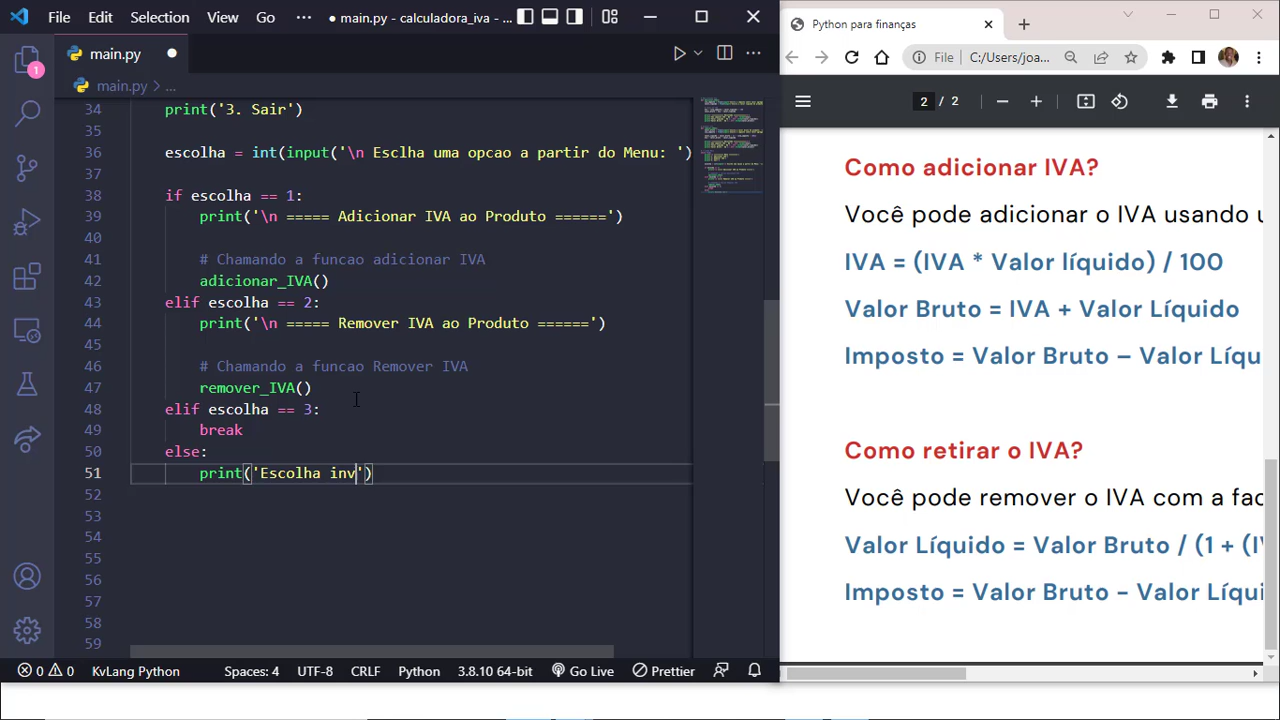 File Edit Selection View Go ··· ● main.py - calculadora_iva - ...
main.py ●
1
main.py > ...
34 print('3. Sair')
35
36 escolha = int(input('\n Esclha uma opcao a partir do Menu: ')
37
38 if escolha == 1:
39 print('\n ===== Adicionar IVA ao Produto ======')
40
41 # Chamando a funcao adicionar IVA
42 adicionar_IVA()
43 elif escolha == 2:
44 print('\n ===== Remover IVA ao Produto ======')
45
46 # Chamando a funcao Remover IVA
47 remover_IVA()
48 elif escolha == 3:
49 break
50 else:
51 print('Escolha inv')
52
53
54
55
56
57
58
59
0 0 KvLang Python Spaces: 4 UTF-8 CRLF Python 3.8.10 64-bit Go Live Prettier
Python para finanças
File C:/Users/joa...
2 / 2
Como adicionar IVA?
Você pode adicionar o IVA usando u
IVA = (IVA * Valor líquido) / 100
Valor Bruto = IVA + Valor Líquido
Imposto = Valor Bruto – Valor Líqu
Como retirar o IVA?
Você pode remover o IVA com a fac
Valor Líquido = Valor Bruto / (1 + (I
Imposto = Valor Bruto - Valor Líqui